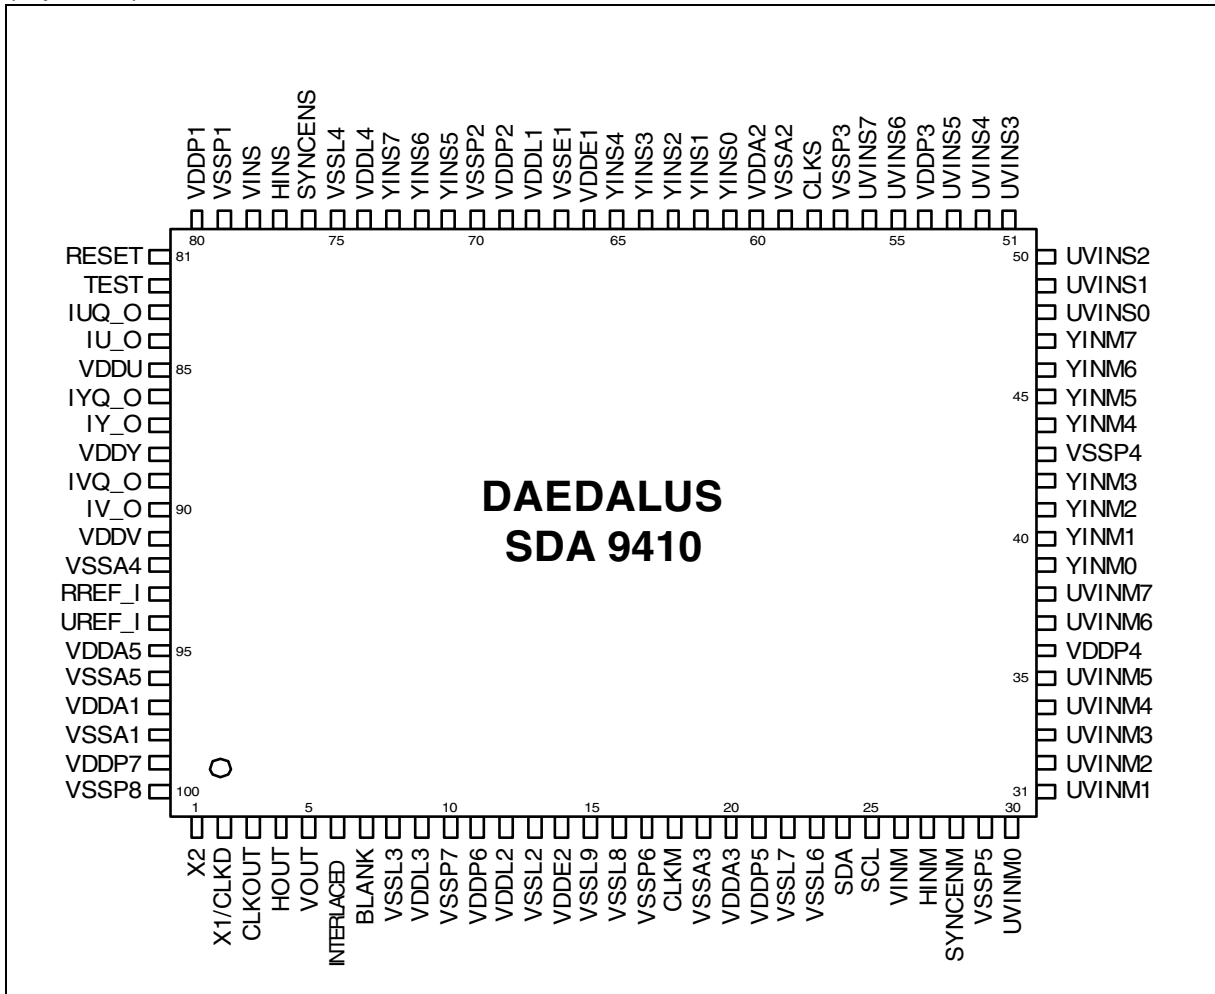 VDDP1
VSSP1
VINS
HINS
SYNCENS
VSSL4
VDDL4
YINS7
YINS6
YINS5
VSSP2
VDDP2
VDDL1
VSSE1
VDDE1
YINS4
YINS3
YINS2
YINS1
YINS0
VDDA2
VSSA2
CLKS
VSSP3
UVINS7
UVINS6
VDDP3
UVINS5
UVINS4
UVINS3
80
75
70
65
60
55
51
RESET
81
TEST
IUQ_O
IU_O
VDDU
85
IYQ_O
IY_O
VDDY
IVQ_O
IV_O
90
VDDV
VSSA4
RREF_I
UREF_I
VDDA5
95
VSSA5
VDDA1
VSSA1
VDDP7
VSSP8
100
DAEDALUS
SDA 9410
50
UVINS2
UVINS1
UVINS0
YINM7
YINM6
45
YINM5
YINM4
VSSP4
YINM3
YINM2
40
YINM1
YINM0
UVINM7
UVINM6
VDDP4
35
UVINM5
UVINM4
UVINM3
UVINM2
31
UVINM1
1
5
10
15
20
25
30
X2
X1/CLKD
CLKOUT
HOUT
VOUT
INTERLACED
BLANK
VSSL3
VDDL3
VSSP7
VDDP6
VDDL2
VSSL2
VDDE2
VSSL9
VSSL8
VSSP6
CLKM
VSSA3
VDDA3
VDDP5
VSSL7
VSSL6
SDA
SCL
VINM
HINM
SYNCENM
VSSP5
UVINM0